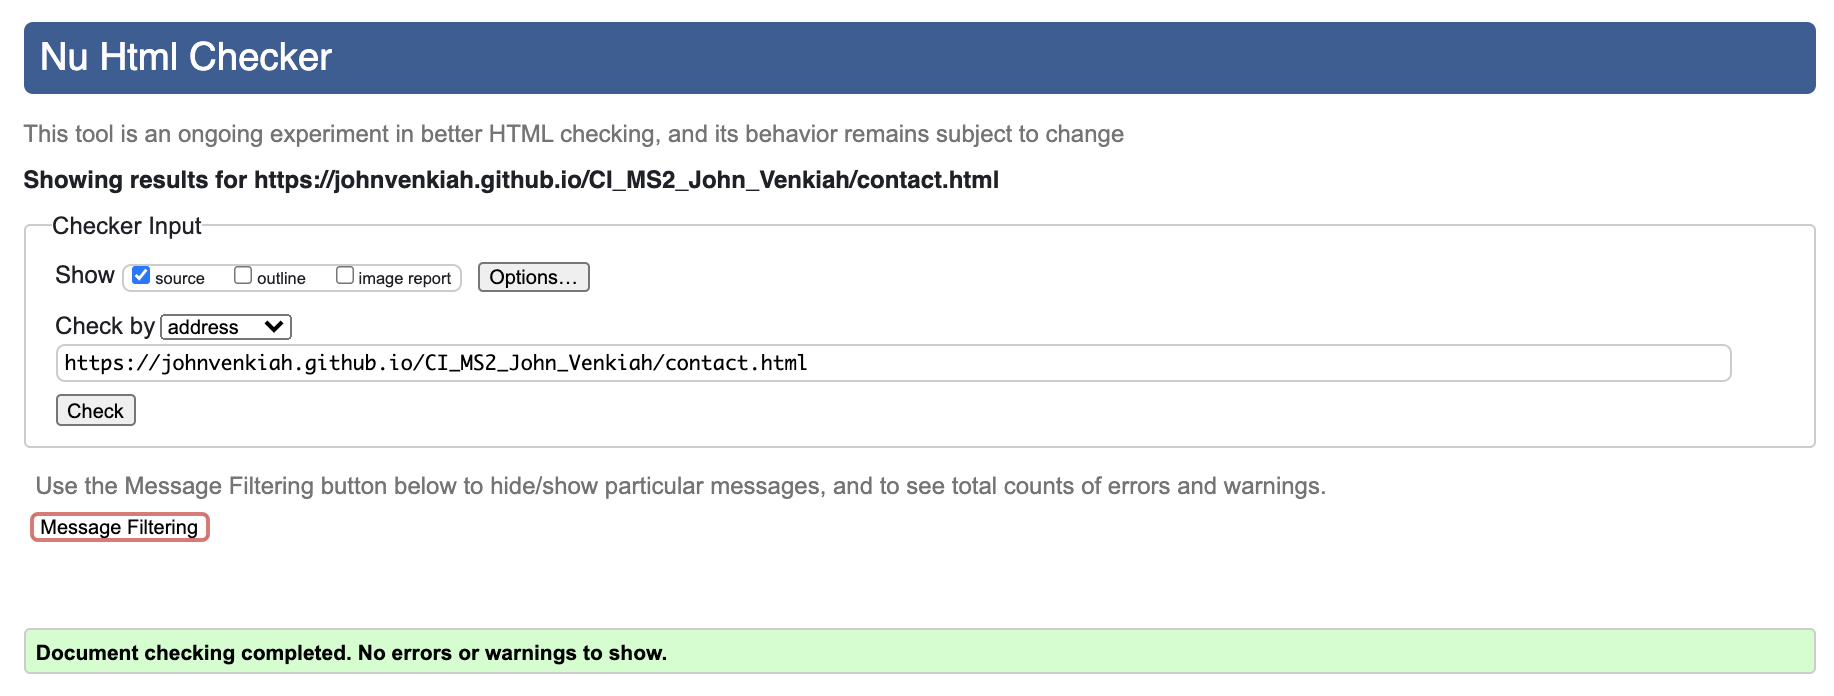 Nu Html Checker
This tool is an ongoing experiment in better HTML checking, and its behavior remains subject to change
Showing results for https://johnvenkiah.github.io/CI_MS2_John_Venkiah/contact.html
Checker Input
Show source outline image report Options...
Check by address
https://johnvenkiah.github.io/CI_MS2_John_Venkiah/contact.html
Check
Use the Message Filtering button below to hide/show particular messages, and to see total counts of errors and warnings.
Message Filtering
Document checking completed. No errors or warnings to show.